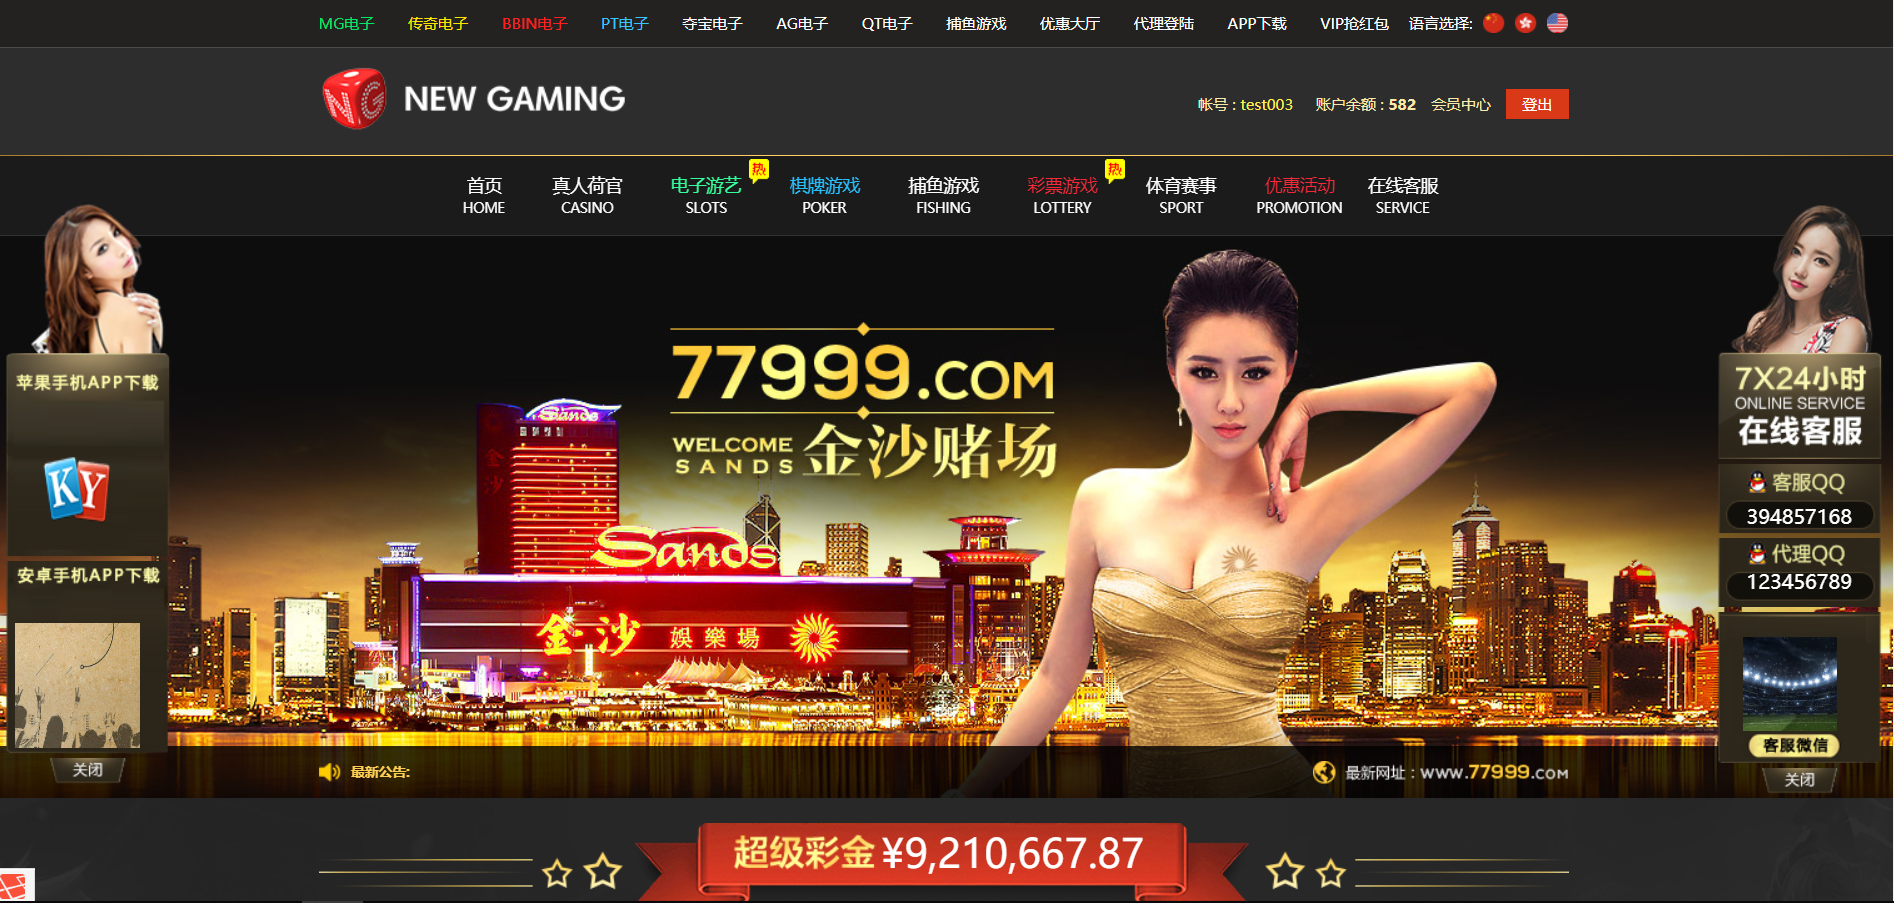 MG电子 传奇电子 BBIN电子 PT电子 夺宝电子 AG电子 QT电子 捕鱼游戏 优惠大厅 代理登陆 APP下载 VIP抢红包 语言选择:
NG NEW GAMING
帐号 : test003 账户余额 : 582 会员中心 登出
首页 真人荷官 电子游艺 热 棋牌游戏 捕鱼游戏 彩票游戏 热 体育赛事 优惠活动 在线客服
HOME CASINO SLOTS POKER FISHING LOTTERY SPORT PROMOTION SERVICE
苹果手机APP下载
KY
安卓手机APP下载
关闭
77999.COM
WELCOME
SANDS
金沙赌场
Sands
金沙
Sands
金沙 娛樂場
7X24小时
ONLINE SERVICE
在线客服
客服QQ
394857168
代理QQ
123456789
客服微信
关闭
最新公告:
最新网址 : www.77999.com
超级彩金 ¥9,210,667.87